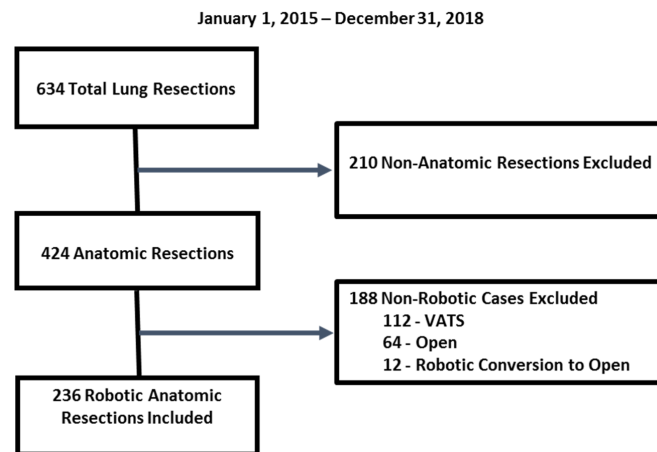 January 1, 2015 – December 31, 2018
634 Total Lung Resections
210 Non-Anatomic Resections Excluded
424 Anatomic Resections
188 Non-Robotic Cases Excluded
112 - VATS
64 - Open
12 - Robotic Conversion to Open
236 Robotic Anatomic
Resections Included